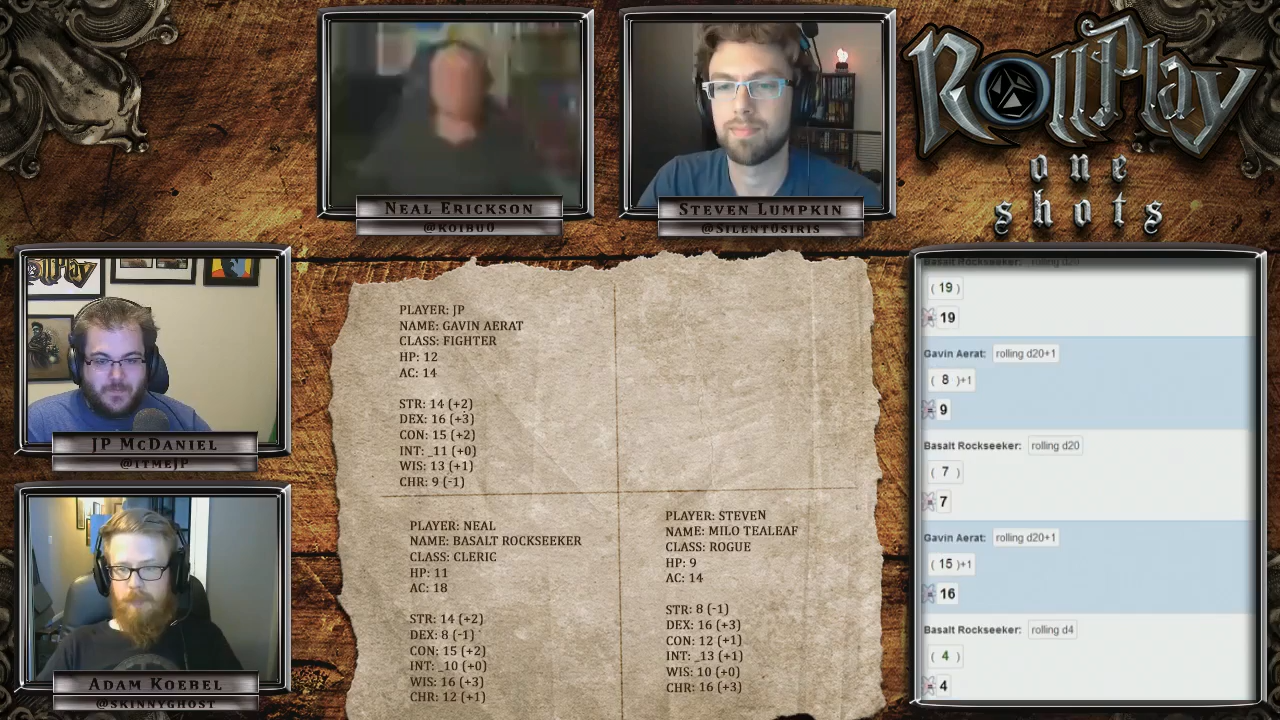 RollPlay
one
shots
NEAL ERICKSON
@KOIBU0
STEVEN LUMPKIN
@SILENT0SIRIS
JP MCDANIEL
@ITMEJP
ADAM KOEBEL
@SKINNYGHOST
PLAYER: JP
NAME: GAVIN AERAT
CLASS: FIGHTER
HP: 12
AC: 14
STR: 14 (+2)
DEX: 16 (+3)
CON: 15 (+2)
INT: 11 (+0)
WIS: 13 (+1)
CHR: 9 (-1)
PLAYER: NEAL
NAME: BASALT ROCKSEEKER
CLASS: CLERIC
HP: 11
AC: 18
STR: 14 (+2)
DEX: 8 (-1)
CON: 15 (+2)
INT: 10 (+0)
WIS: 16 (+3)
CHR: 12 (+1)
PLAYER: STEVEN
NAME: MILO TEALEAF
CLASS: ROGUE
HP: 9
AC: 14
STR: 8 (-1)
DEX: 16 (+3)
CON: 12 (+1)
INT: 13 (+1)
WIS: 10 (+0)
CHR: 16 (+3)
Basalt Rockseeker: rolling d20
( 19 )
= 19
Gavin Aerat: rolling d20+1
( 8 )+1
= 9
Basalt Rockseeker: rolling d20
( 7 )
= 7
Gavin Aerat: rolling d20+1
( 15 )+1
= 16
Basalt Rockseeker: rolling d4
( 4 )
= 4